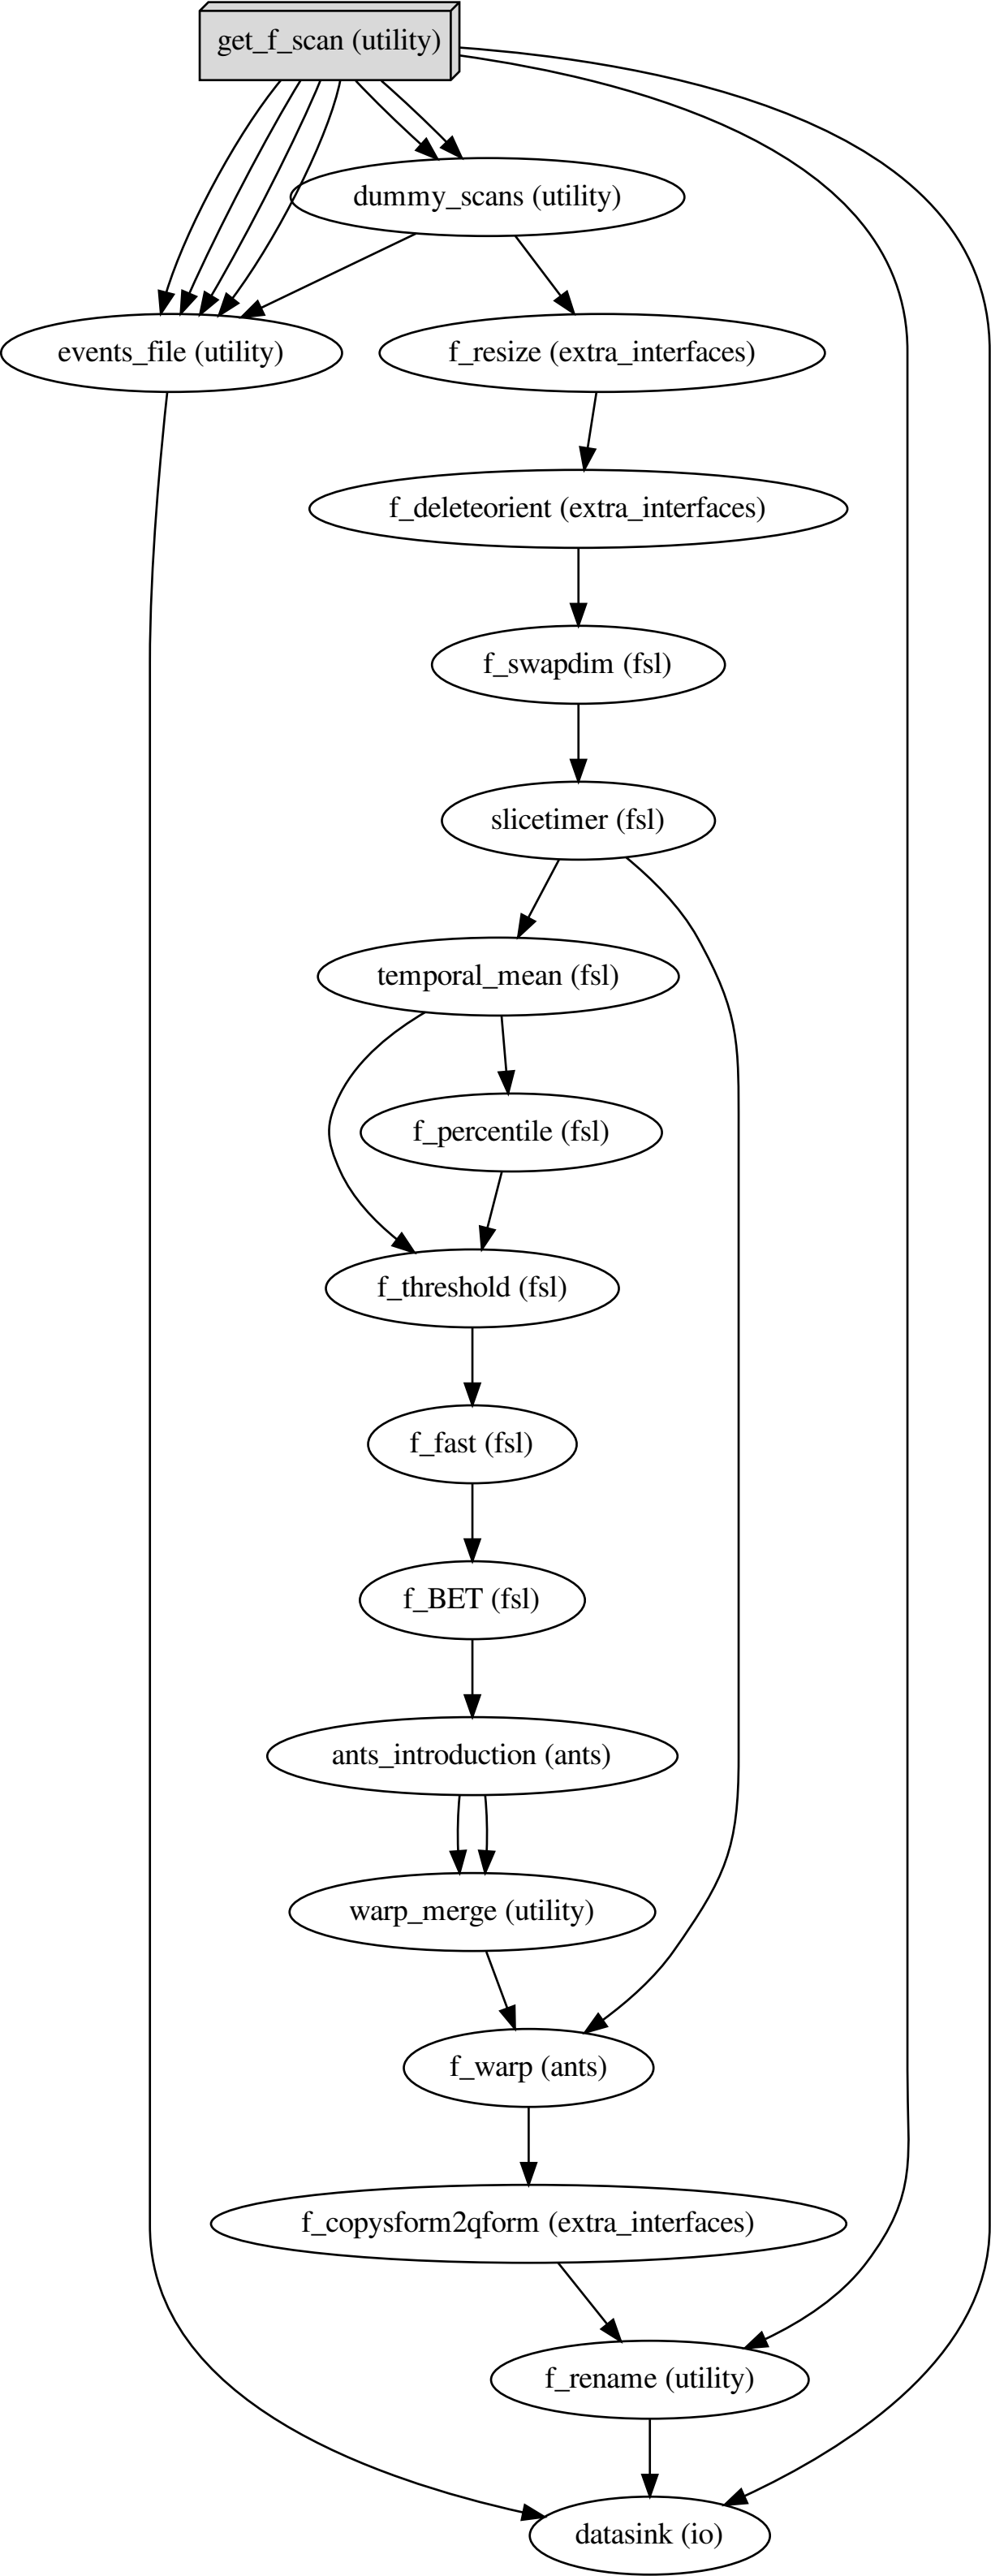 get_f_scan (utility)
dummy_scans (utility)
events_file (utility)
f_resize (extra_interfaces)
f_deleteorient (extra_interfaces)
f_swapdim (fsl)
slicetimer (fsl)
temporal_mean (fsl)
f_percentile (fsl)
f_threshold (fsl)
f_fast (fsl)
f_BET (fsl)
ants_introduction (ants)
warp_merge (utility)
f_warp (ants)
f_copysform2qform (extra_interfaces)
f_rename (utility)
datasink (io)